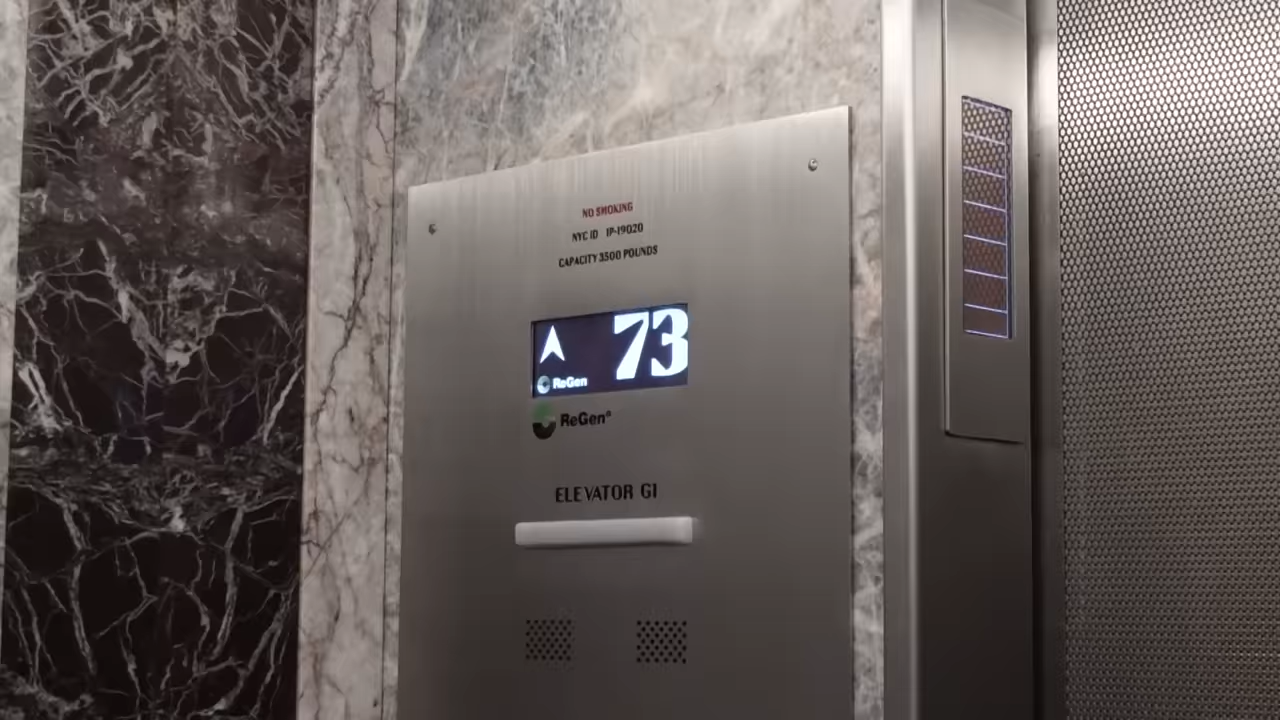 NO SMOKING
NYC ID 1P-19020
CAPACITY 3500 POUNDS
73
ReGen
ReGen®
ELEVATOR G1